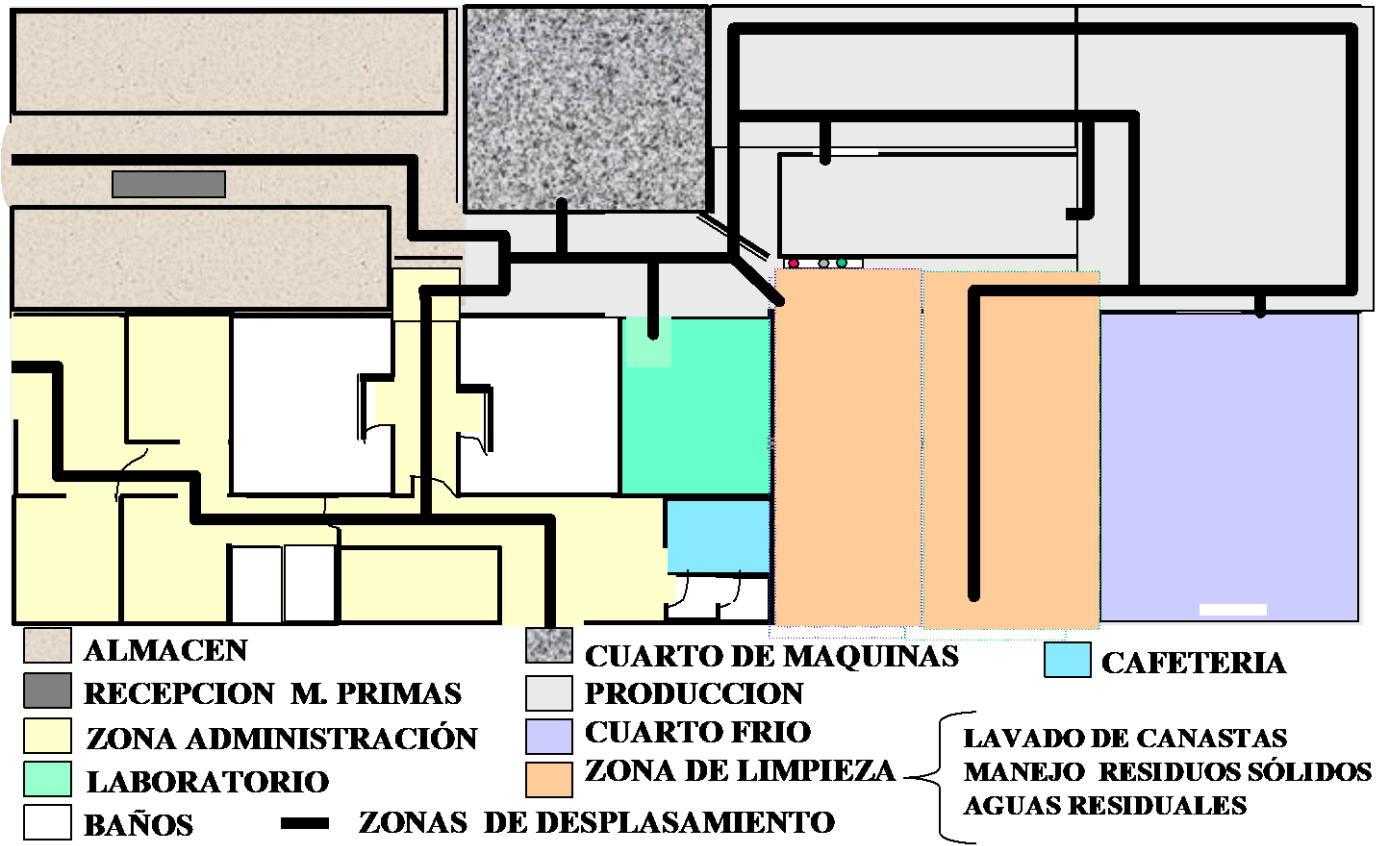 ALMACEN
RECEPCION M. PRIMAS
ZONA ADMINISTRACIÓN
LABORATORIO
BAÑOS
ZONAS DE DESPLASAMIENTO
CUARTO DE MAQUINAS
PRODUCCION
CUARTO FRIO
ZONA DE LIMPIEZA
CAFETERIA
LAVADO DE CANASTAS
MANEJO RESIDUOS SÓLIDOS
AGUAS RESIDUALES